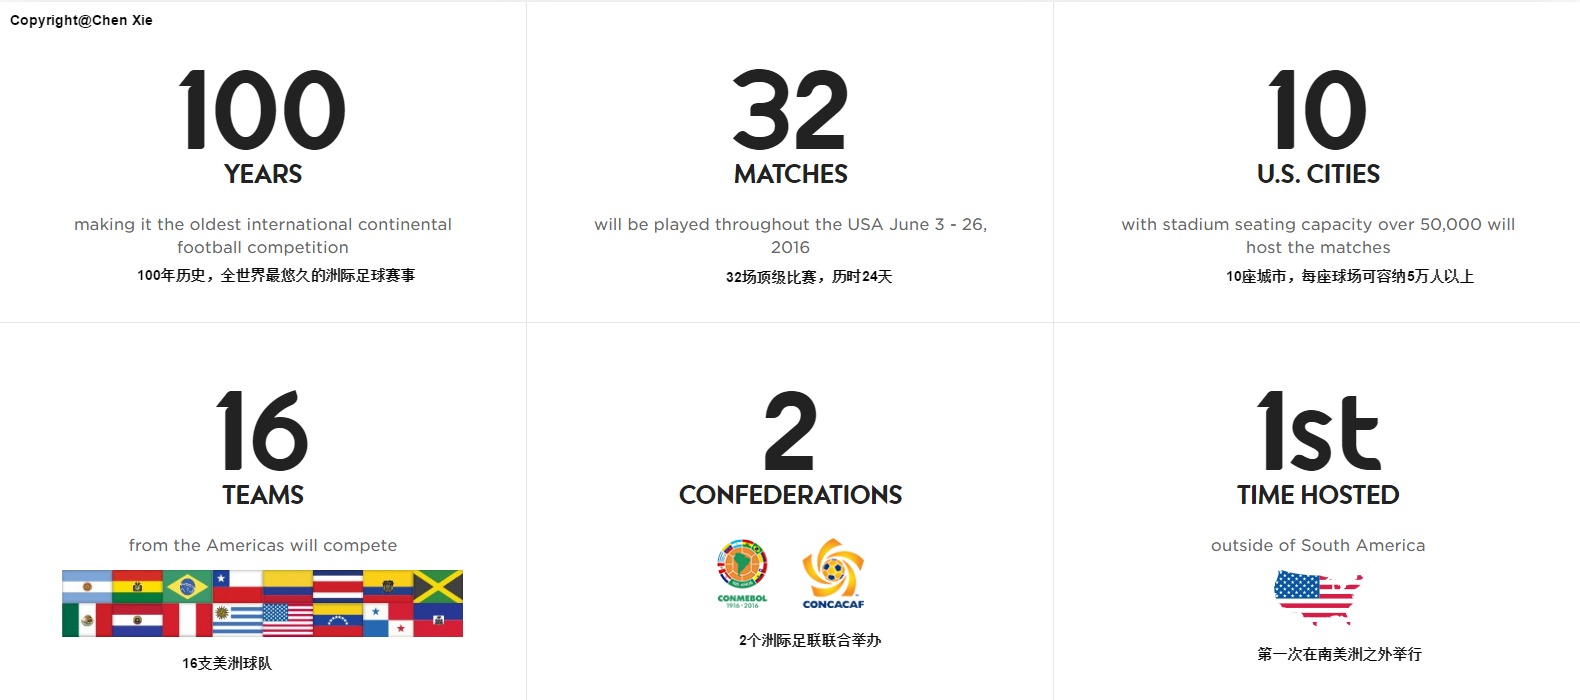 Copyright@Chen Xie
100
YEARS
making it the oldest international continental
football competition
100年历史，全世界最悠久的洲际足球赛事
32
MATCHES
will be played throughout the USA June 3 - 26,
2016
32场顶级比赛，历时24天
10
U.S. CITIES
with stadium seating capacity over 50,000 will
host the matches
10座城市，每座球场可容纳5万人以上
16
TEAMS
from the Americas will compete
16支美洲球队
2
CONFEDERATIONS
CONMEBOL
1916 - 2016
CONCACAF
2个洲际足联联合举办
1st
TIME HOSTED
outside of South America
第一次在南美洲之外举行